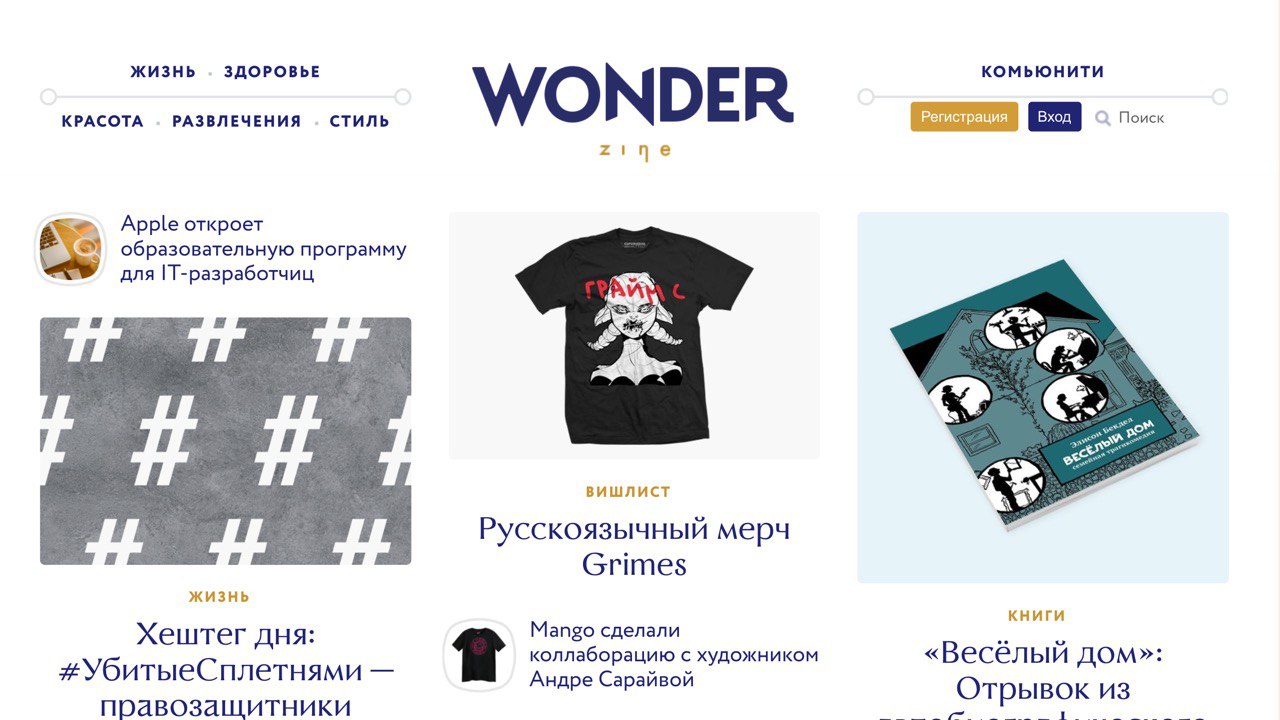 ЖИЗНЬ • ЗДОРОВЬЕ
КРАСОТА • РАЗВЛЕЧЕНИЯ • СТИЛЬ
WONDER
zine
КОМЬЮНИТИ
Регистрация Вход Поиск
Apple откроет
образовательную программу
для IT-разработчиц
# # #
# # # #
# # #
ЖИЗНЬ
Хештег дня:
#УбитыеСплетнями —
правозащитники
ГРАЙМС
ВИШЛИСТ
Русскоязычный мерч
Grimes
Mango сделали
коллаборацию с художником
Андре Сарайвой
Элисон Бекдел
ВЕСЁЛЫЙ ДОМ
семейная трагикомедия
КНИГИ
«Весёлый дом»:
Отрывок из